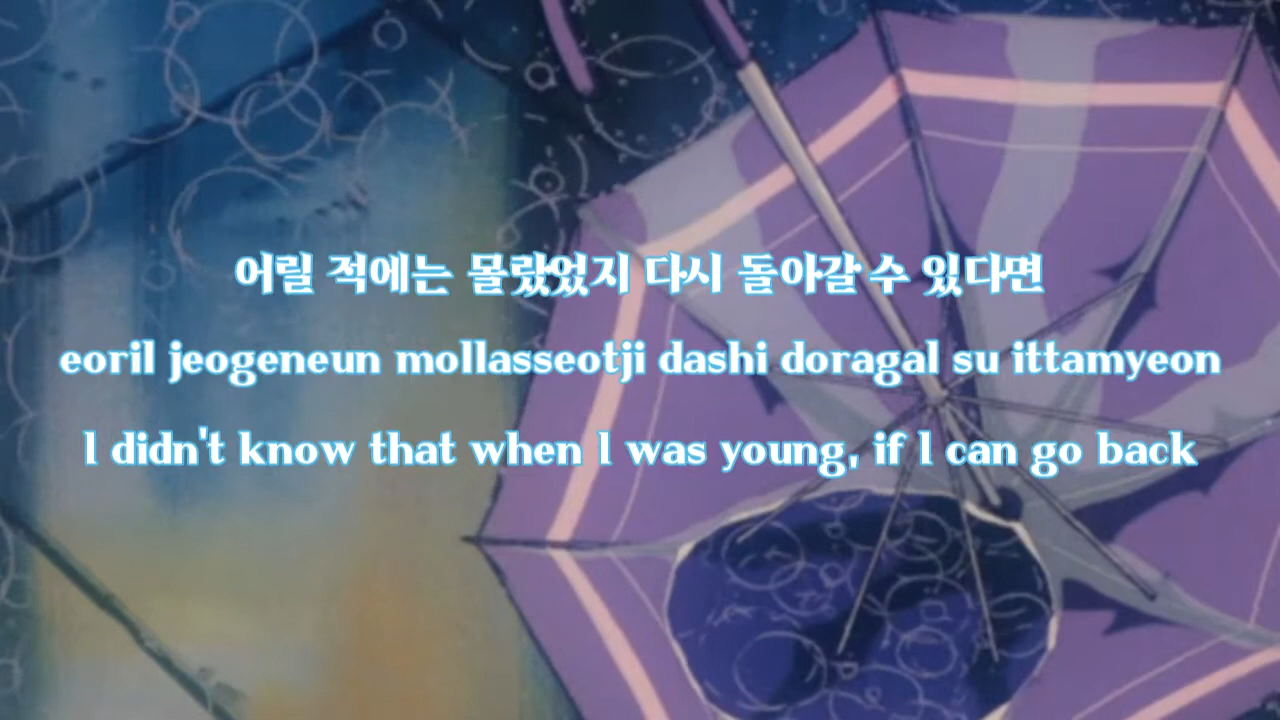 어릴 적에는 몰랐었지 다시 돌아갈 수 있다면
eoril jeogeneun mollasseotji dashi doragal su ittamyeon
I didn't know that when I was young, if I can go back